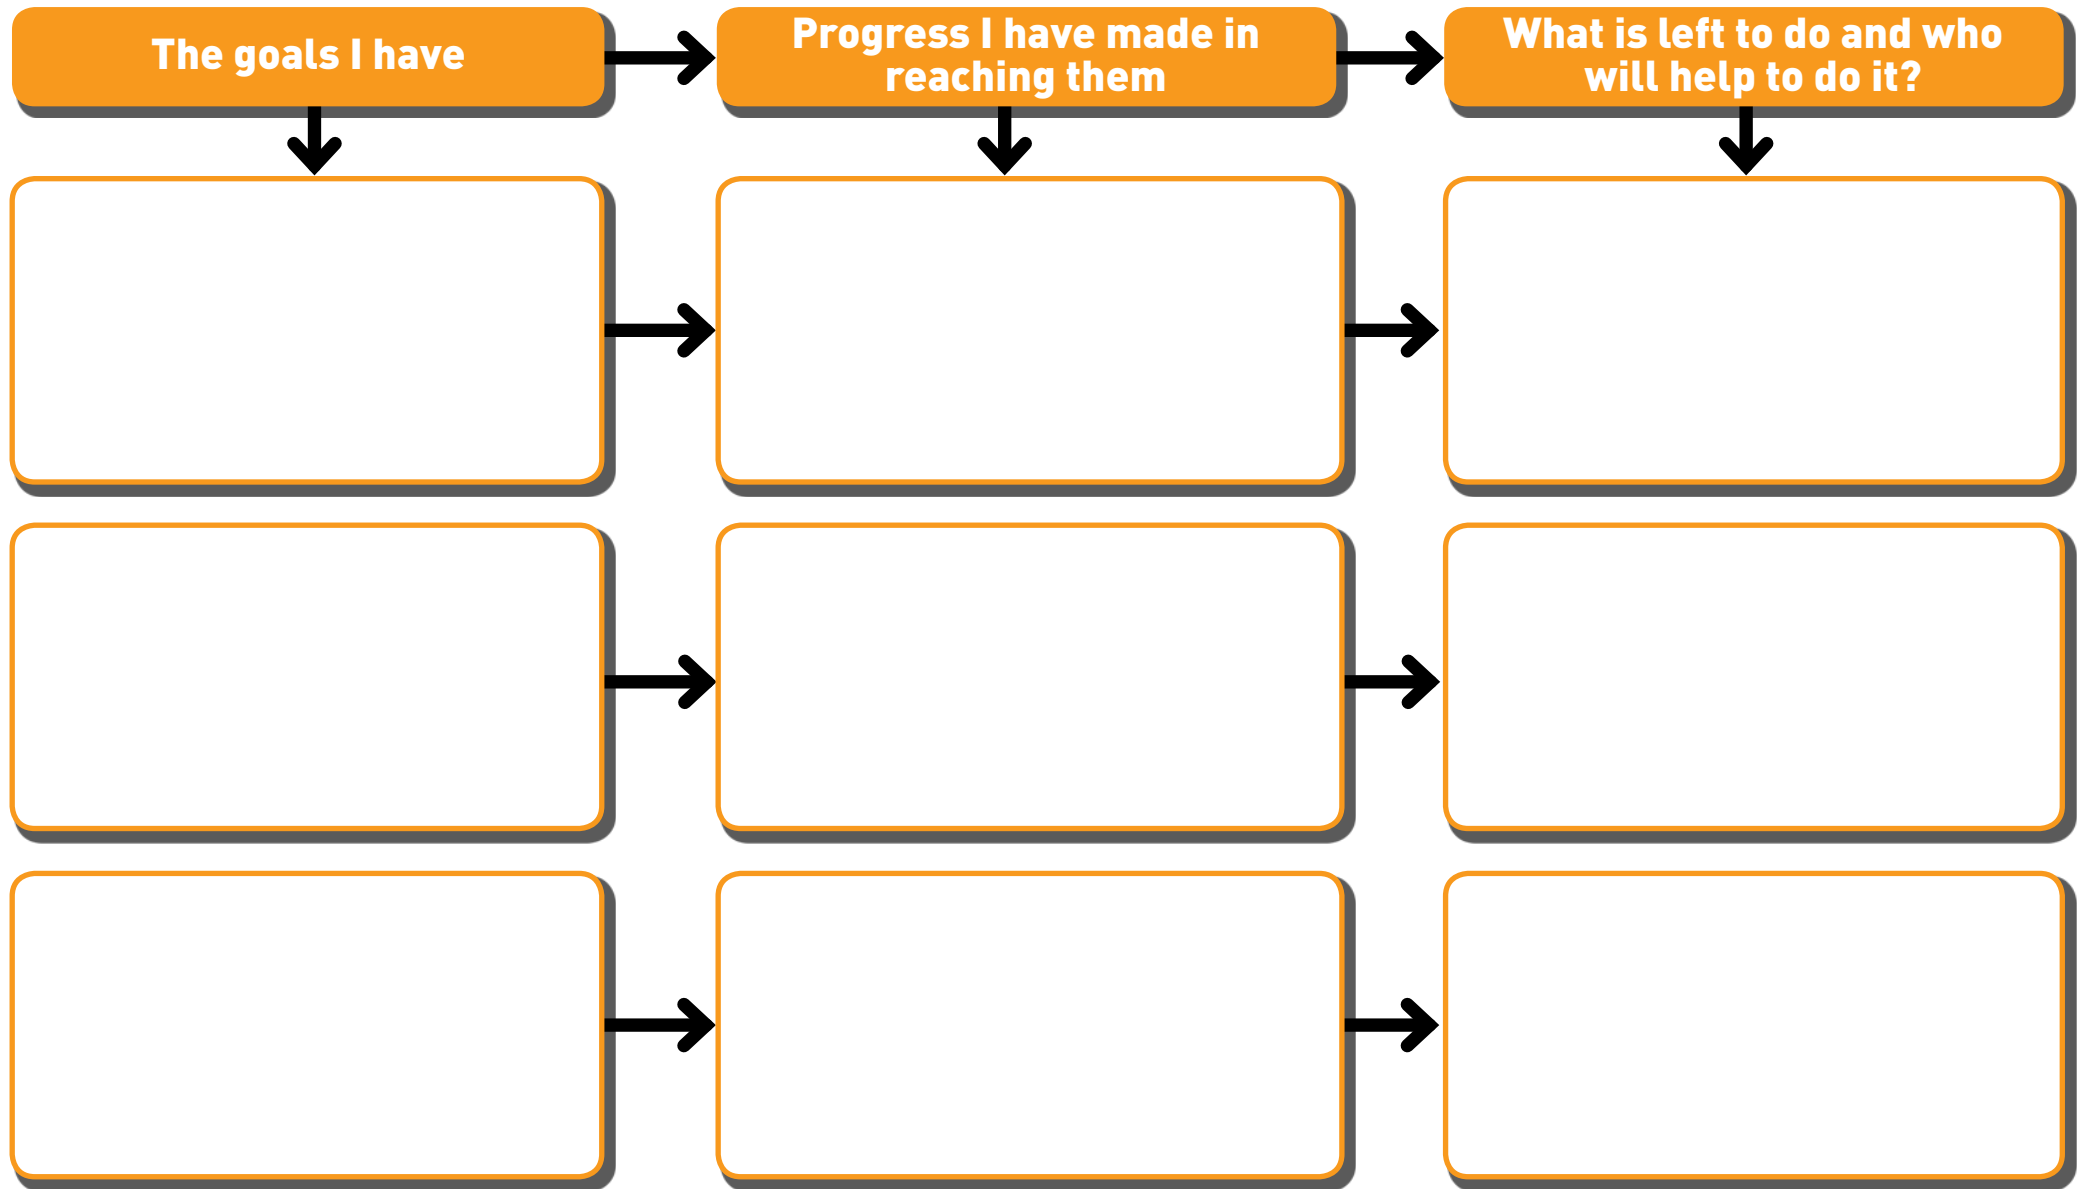 The goals I have
Progress I have made in
reaching them
What is left to do and who
will help to do it?